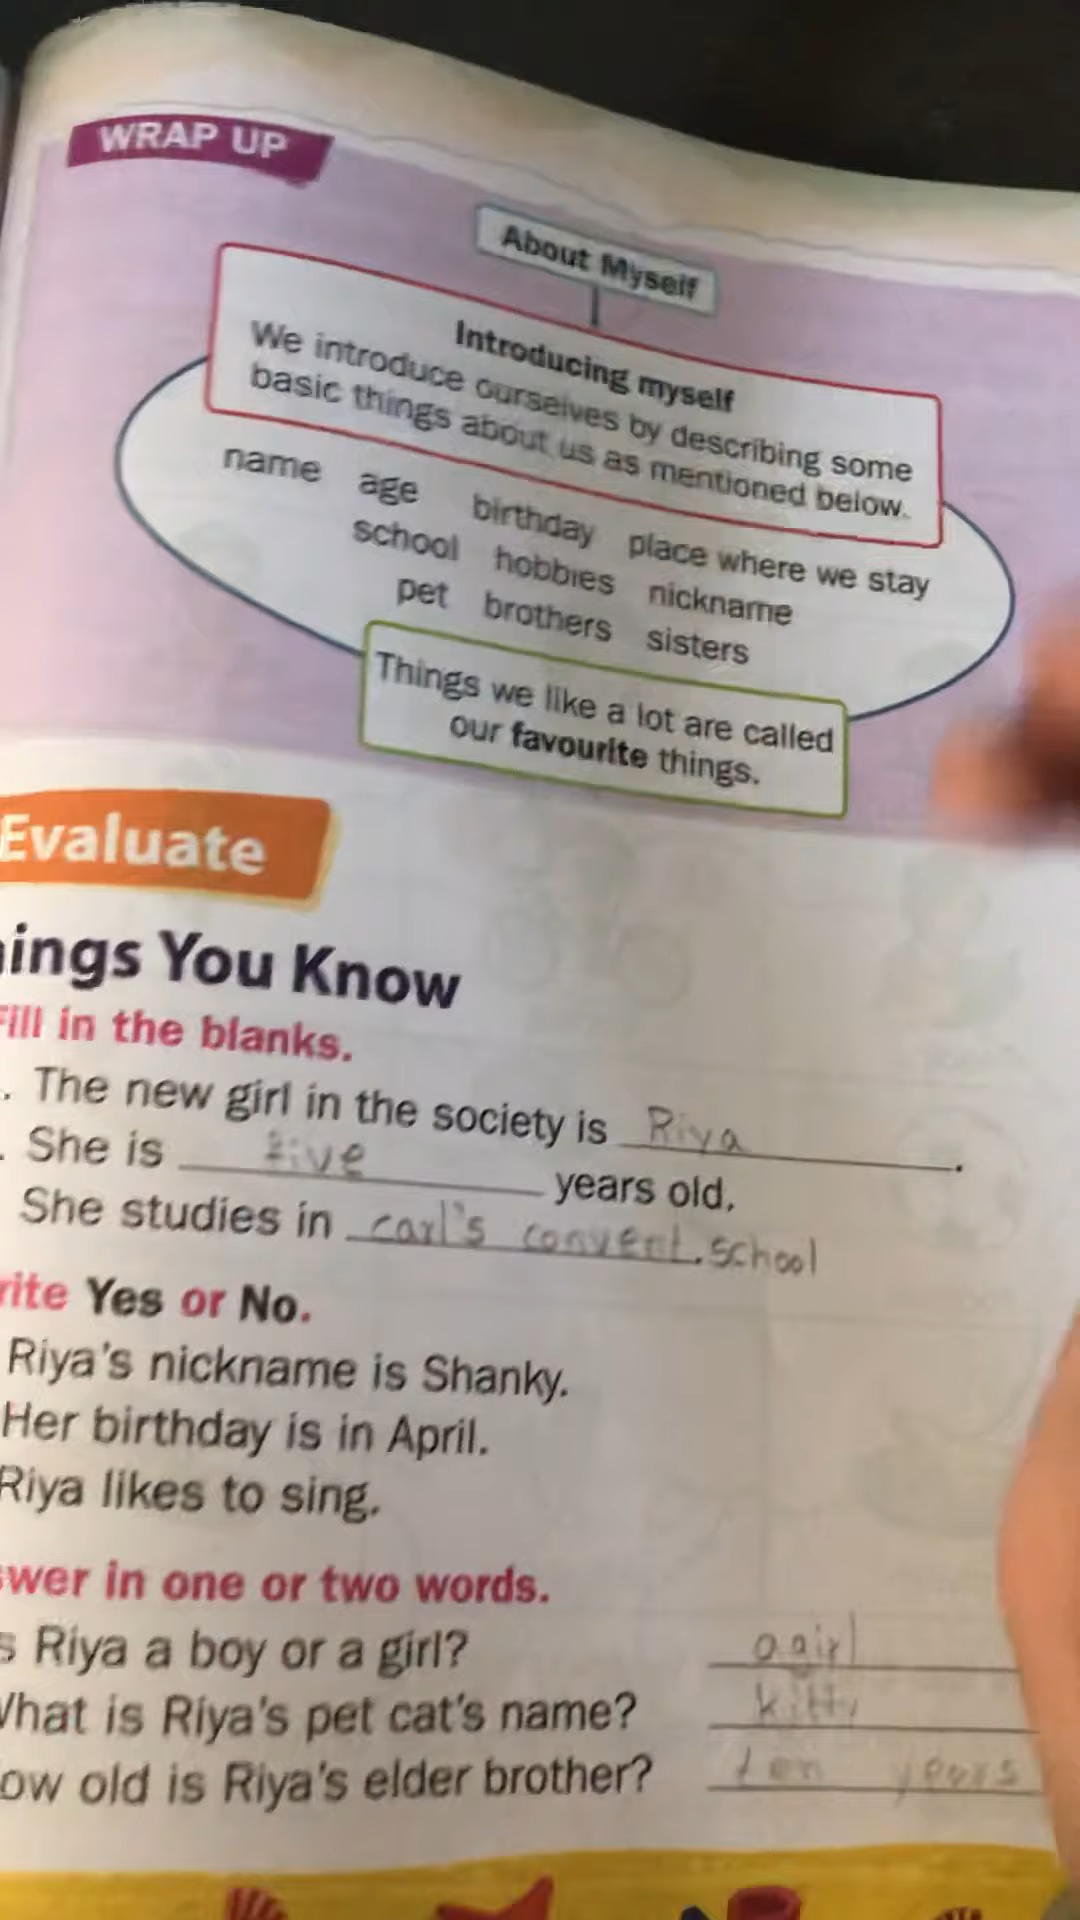 WRAP UP
About Myself
Introducing myself
We introduce ourselves by describing some
basic things about us as mentioned below.
name age birthday place where we stay
school hobbies nickname
pet brothers sisters
Things we like a lot are called
our favourite things.
Evaluate
ings You Know
Fill in the blanks.
. The new girl in the society is Riya .
. She is five years old.
She studies in carl's convent. school
rite Yes or No.
Riya's nickname is Shanky.
Her birthday is in April.
Riya likes to sing.
swer in one or two words.
s Riya a boy or a girl? a girl
What is Riya's pet cat's name? kitty
ow old is Riya's elder brother? ten years